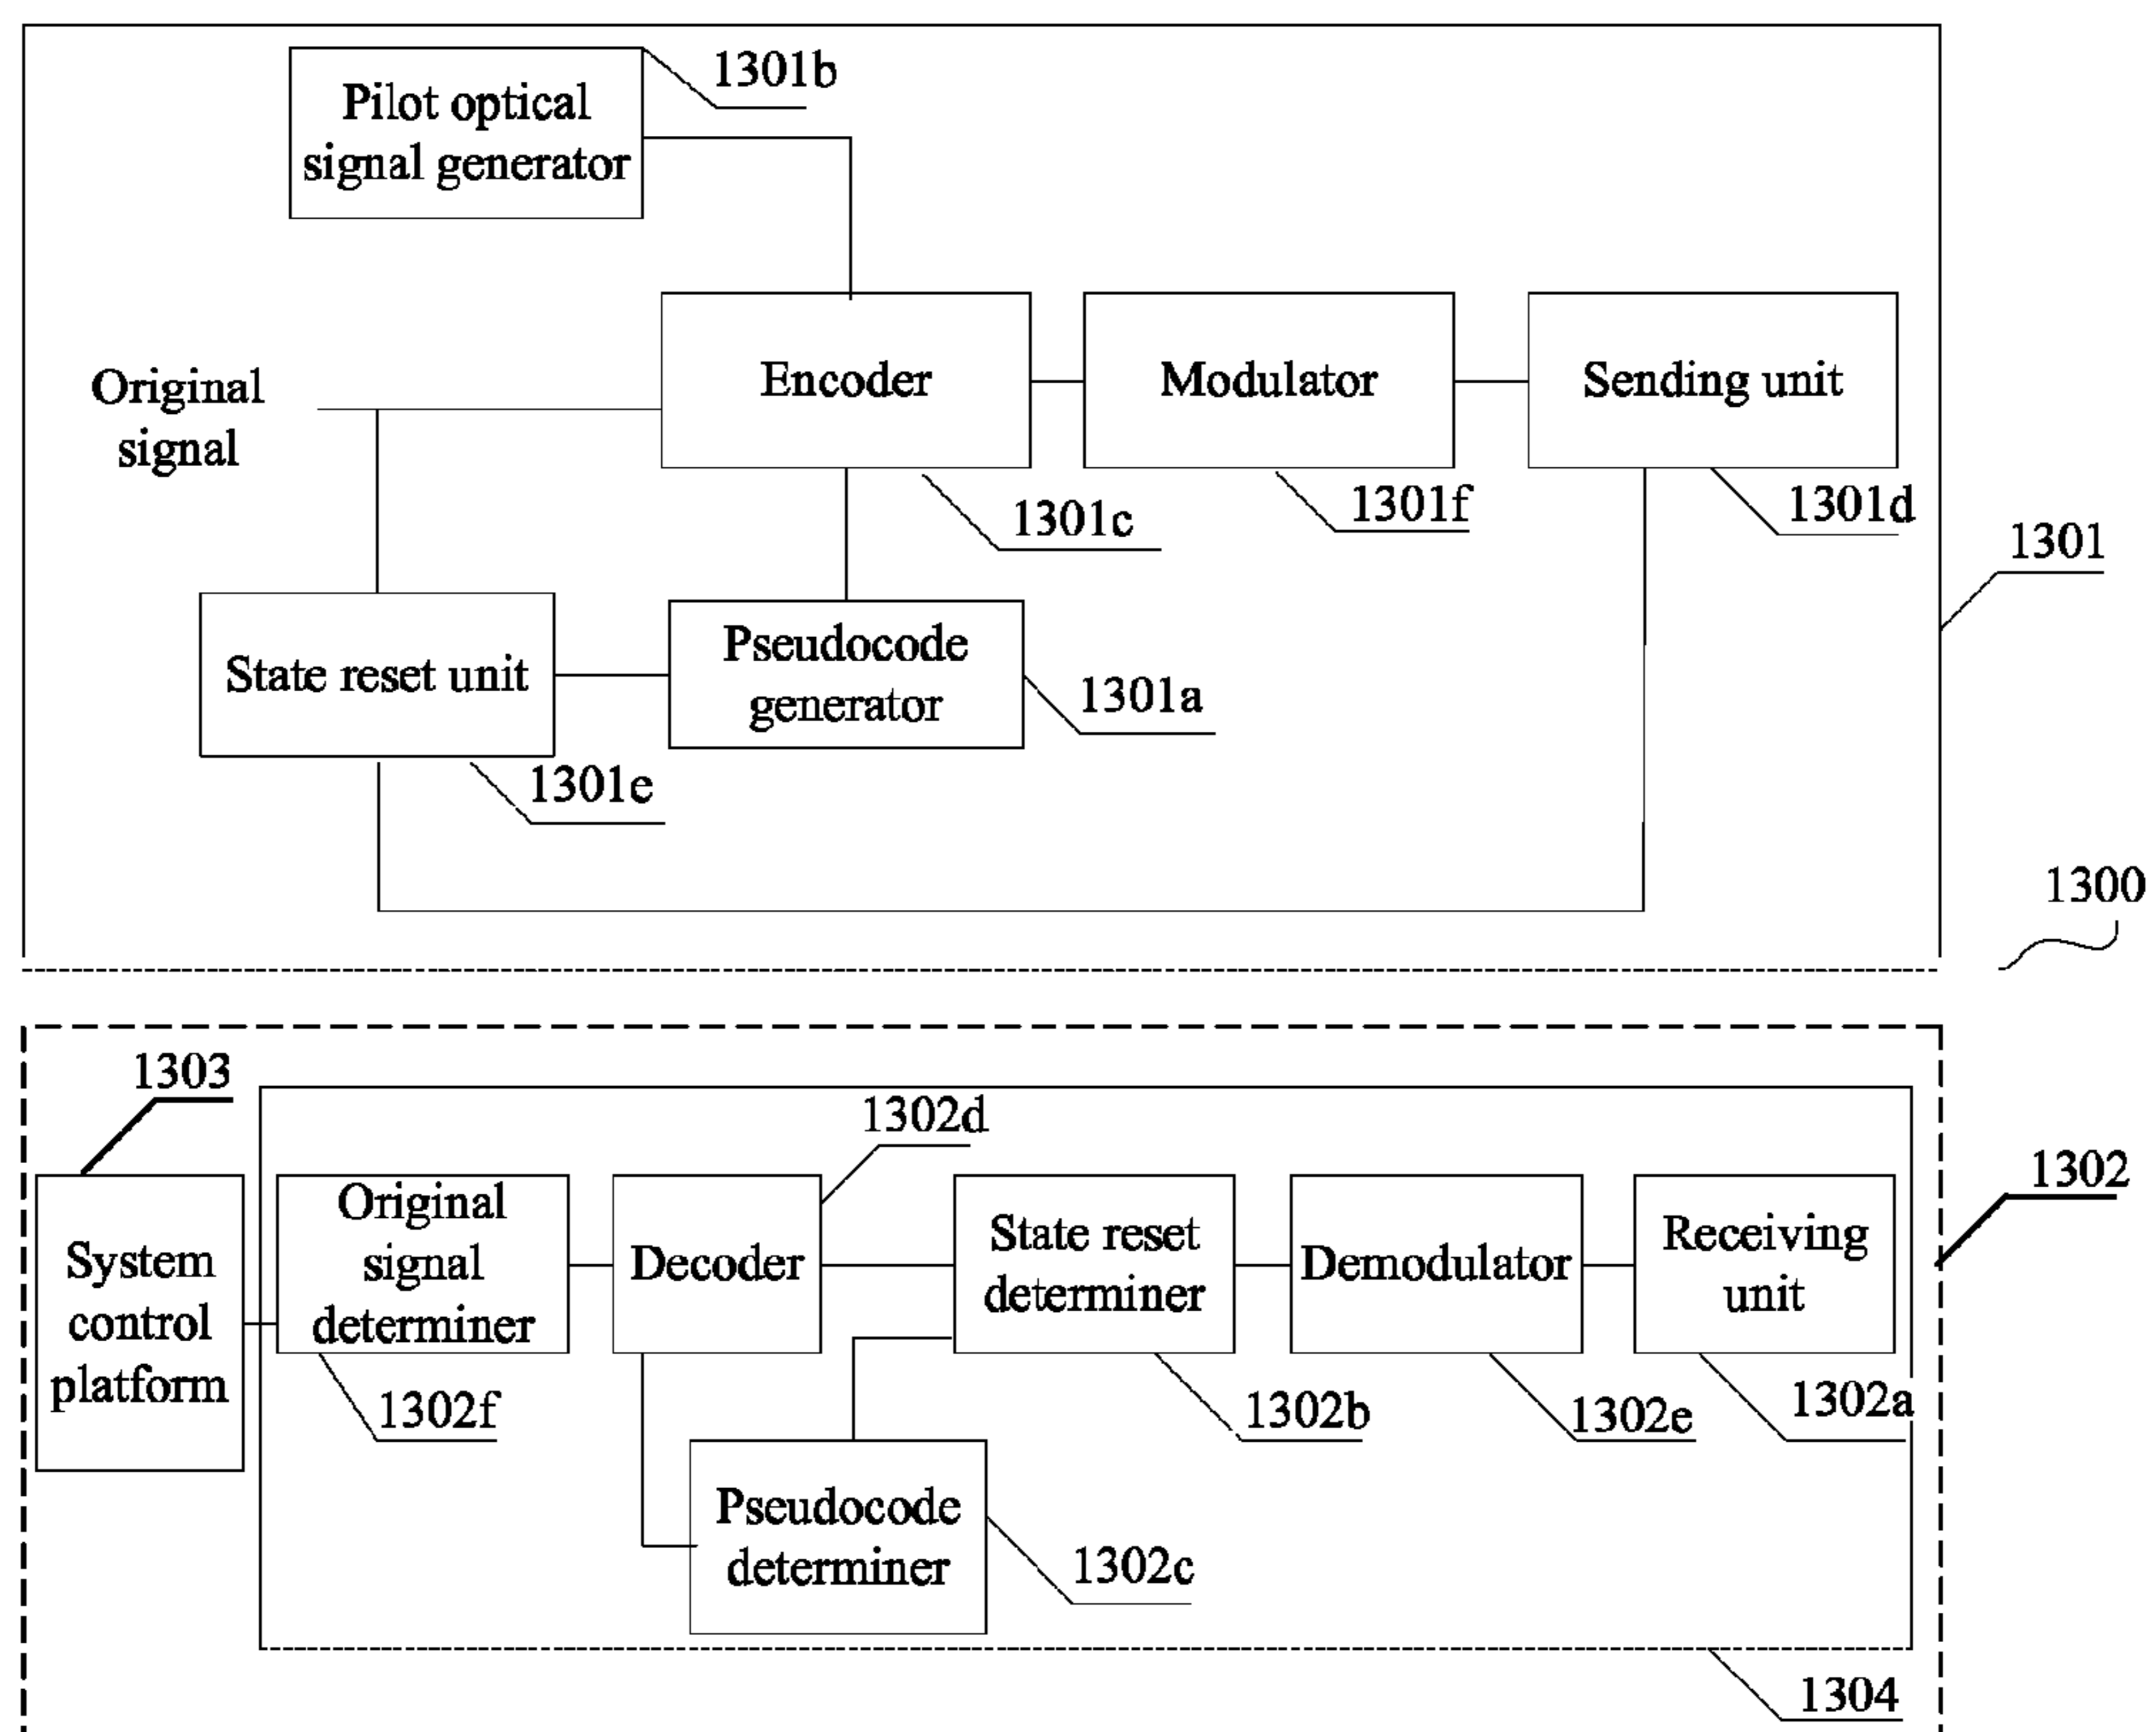 1301b
Pilot optical
signal generator
Original
signal
Encoder
Modulator
Sending unit
1301c
1301f
1301d
1301
State reset unit
Pseudocode
generator
1301a
1301e
1300
1303
1302d
1302
System
control
platform
Original
signal
determiner
Decoder
State reset
determiner
Demodulator
Receiving
unit
1302f
1302b
1302e
1302a
Pseudocode
determiner
1302c
1304